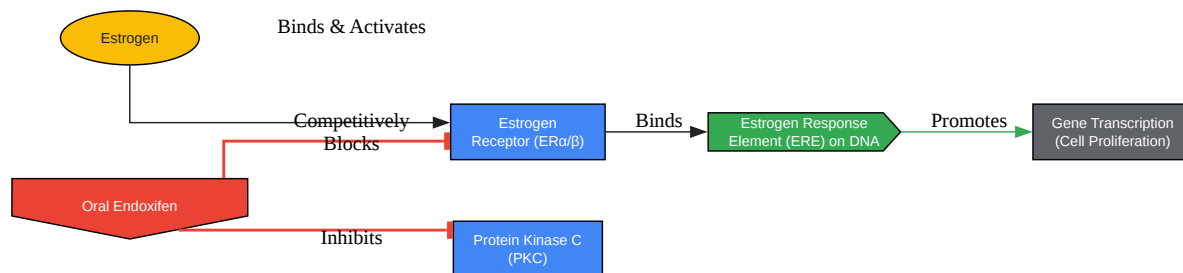 Binds & Activates
Estrogen
Competitively
Blocks
Estrogen
Receptor (ERα/β)
Binds
Estrogen Response
Element (ERE) on DNA
Promotes
Gene Transcription
(Cell Proliferation)
Oral Endoxifen
Inhibits
Protein Kinase C
(PKC)